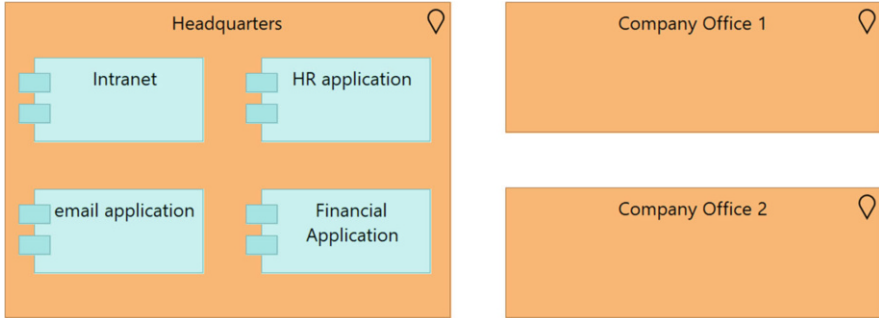 Headquarters
Intranet
HR application
email application
Financial
Application
Company Office 1
Company Office 2